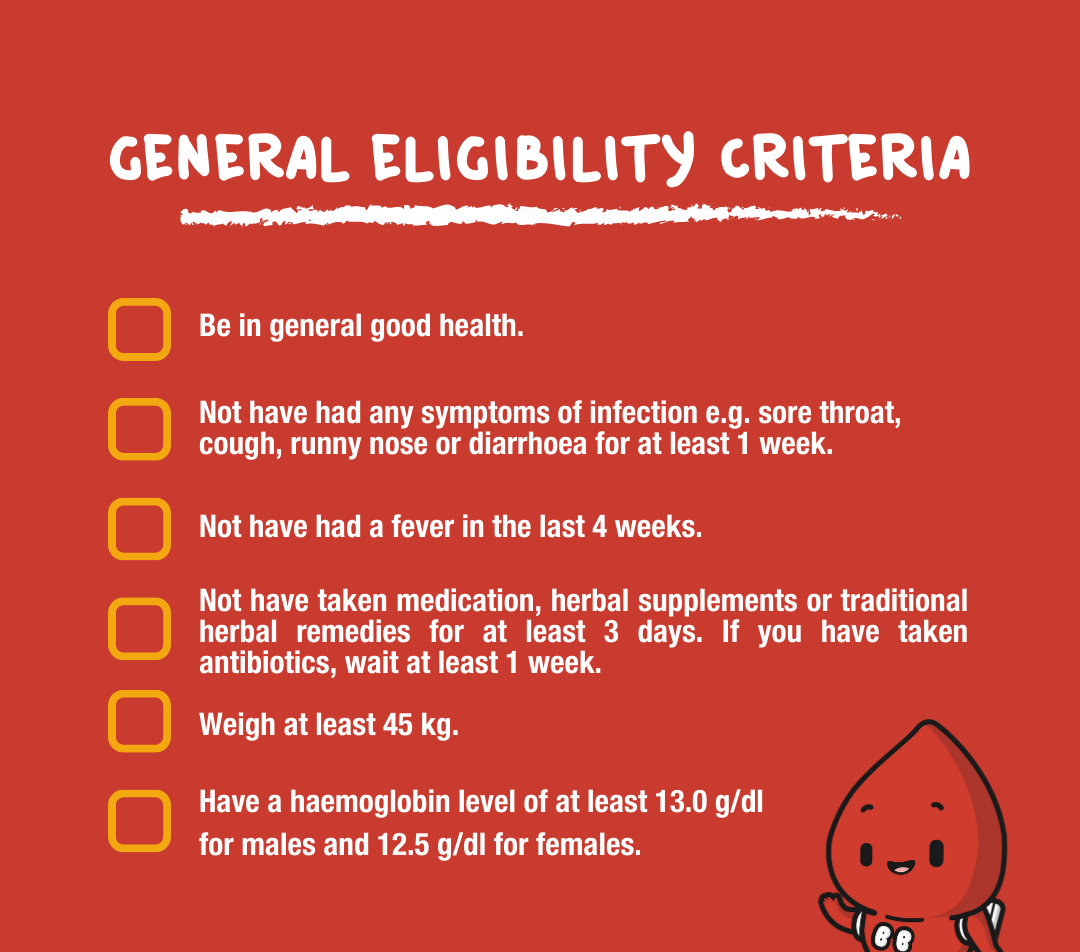 GENERAL ELIGIBILITY CRITERIA
Be in general good health.
Not have had any symptoms of infection e.g. sore throat,
cough, runny nose or diarrhoea for at least 1 week.
Not have had a fever in the last 4 weeks.
Not have taken medication, herbal supplements or traditional
herbal remedies for at least 3 days. If you have taken
antibiotics, wait at least 1 week.
Weigh at least 45 kg.
Have a haemoglobin level of at least 13.0 g/dl
for males and 12.5 g/dl for females.
BB